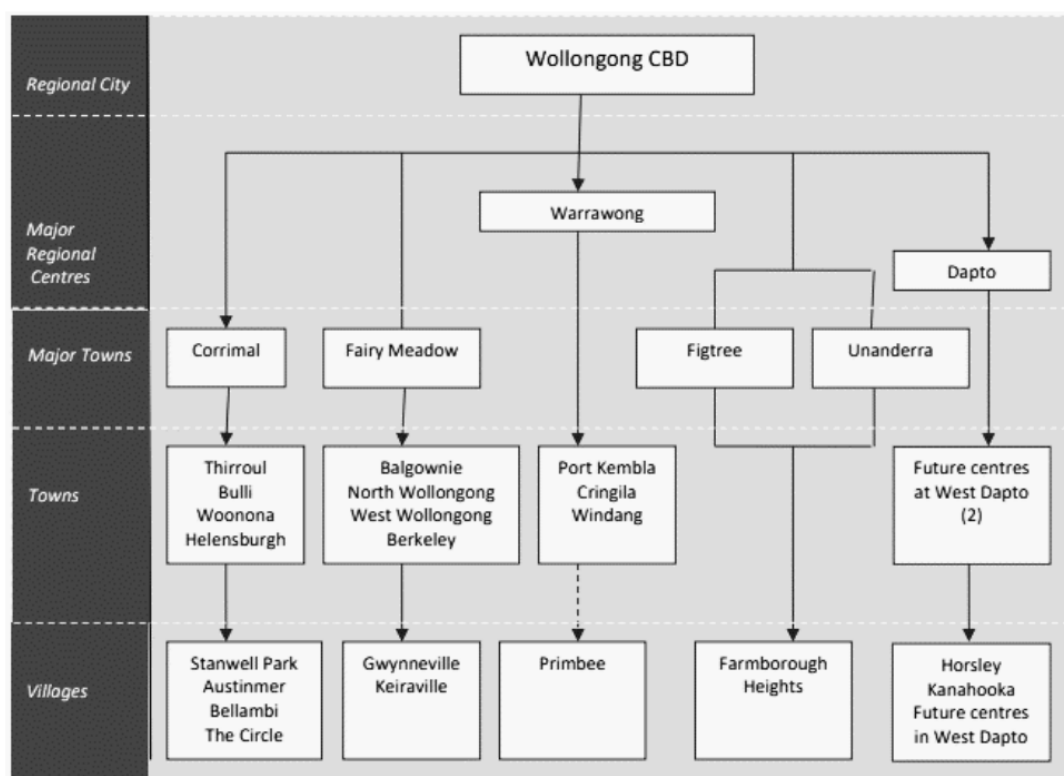 Wollongong CBD
Regional City
Warrawong
Major
Regional
Centres
Dapto
Major Towns
Corrimal
Fairy Meadow
Figtree
Unanderra
Towns
Thirroul
Bulli
Woonona
Helensburgh
Balgownie
North Wollongong
West Wollongong
Berkeley
Port Kembla
Cringila
Windang
Future centres
at West Dapto
(2)
Villages
Stanwell Park
Austinmer
Bellambi
The Circle
Gwynneville
Keiraville
Primbee
Farmborough
Heights
Horsley
Kanahooka
Future centres
in West Dapto